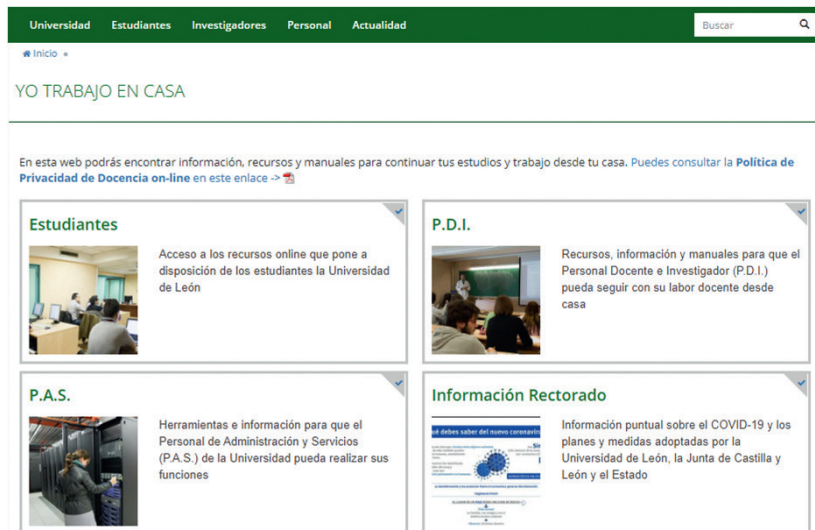 Universidad Estudiantes Investigadores Personal Actualidad Buscar
Inicio
YO TRABAJO EN CASA
En esta web podrás encontrar información, recursos y manuales para continuar tus estudios y trabajo desde tu casa. Puedes consultar la Política de
Privacidad de Docencia on-line en este enlace ->
Estudiantes
Acceso a los recursos online que pone a
disposición de los estudiantes la Universidad
de León
P.D.I.
Recursos, información y manuales para que el
Personal Docente e Investigador (P.D.I.)
pueda seguir con su labor docente desde
casa
P.A.S.
Herramientas e información para que el
Personal de Administración y Servicios
(P.A.S.) de la Universidad pueda realizar sus
funciones
Información Rectorado
ué debes saber del nuevo coronavir
Información puntual sobre el COVID-19 y los
planes y medidas adoptadas por la
Universidad de León, la Junta de Castilla y
León y el Estado